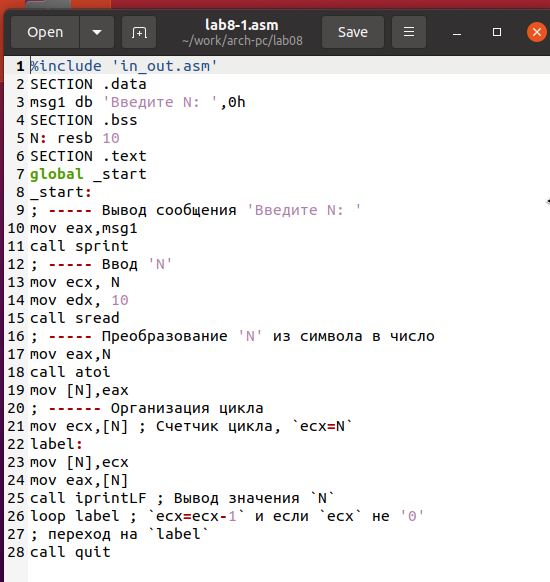 Open
lab8-1.asm
~/work/arch-pc/lab08
Save
1 %include 'in_out.asm'
2 SECTION .data
3 msg1 db 'Введите N: ',0h
4 SECTION .bss
5 N: resb 10
6 SECTION .text
7 global _start
8 _start:
9 ; ----- Вывод сообщения 'Введите N: '
10 mov eax,msg1
11 call sprint
12 ; ----- Ввод 'N'
13 mov ecx, N
14 mov edx, 10
15 call sread
16 ; ----- Преобразование 'N' из символа в число
17 mov eax,N
18 call atoi
19 mov [N],eax
20 ; ------ Организация цикла
21 mov ecx,[N] ; Счетчик цикла, `ecx=N`
22 label:
23 mov [N],ecx
24 mov eax,[N]
25 call iprintLF ; Вывод значения `N`
26 loop label ; `ecx=ecx-1` и если `ecx` не '0'
27 ; переход на `label`
28 call quit